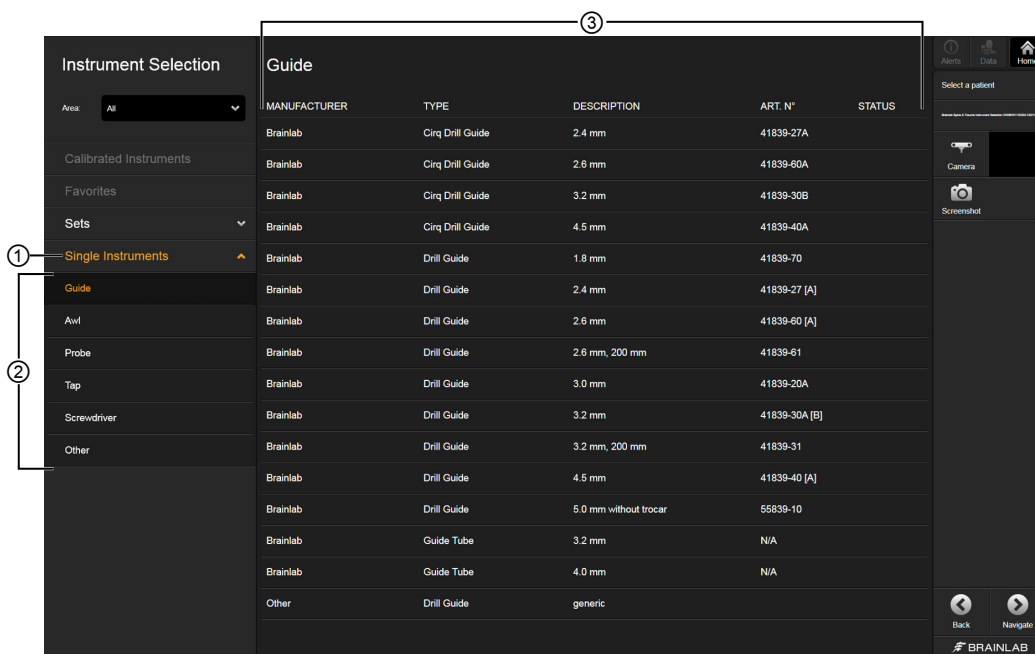 ③
Instrument Selection
Area: All
Calibrated Instruments
Favorites
Sets
① Single Instruments
②
Guide
Awl
Probe
Tap
Screwdriver
Other
Guide
MANUFACTURER TYPE DESCRIPTION ART. N° STATUS
Brainlab Cirq Drill Guide 2.4 mm 41839-27A
Brainlab Cirq Drill Guide 2.6 mm 41839-60A
Brainlab Cirq Drill Guide 3.2 mm 41839-30B
Brainlab Cirq Drill Guide 4.5 mm 41839-40A
Brainlab Drill Guide 1.8 mm 41839-70
Brainlab Drill Guide 2.4 mm 41839-27 [A]
Brainlab Drill Guide 2.6 mm 41839-60 [A]
Brainlab Drill Guide 2.6 mm, 200 mm 41839-61
Brainlab Drill Guide 3.0 mm 41839-20A
Brainlab Drill Guide 3.2 mm 41839-30A [B]
Brainlab Drill Guide 3.2 mm, 200 mm 41839-31
Brainlab Drill Guide 4.5 mm 41839-40 [A]
Brainlab Drill Guide 5.0 mm without trocar 55839-10
Brainlab Guide Tube 3.2 mm N/A
Brainlab Guide Tube 4.0 mm N/A
Other Drill Guide generic
Alerts Data Home
Select a patient
Camera
Screenshot
Back Navigate
BRAINLAB